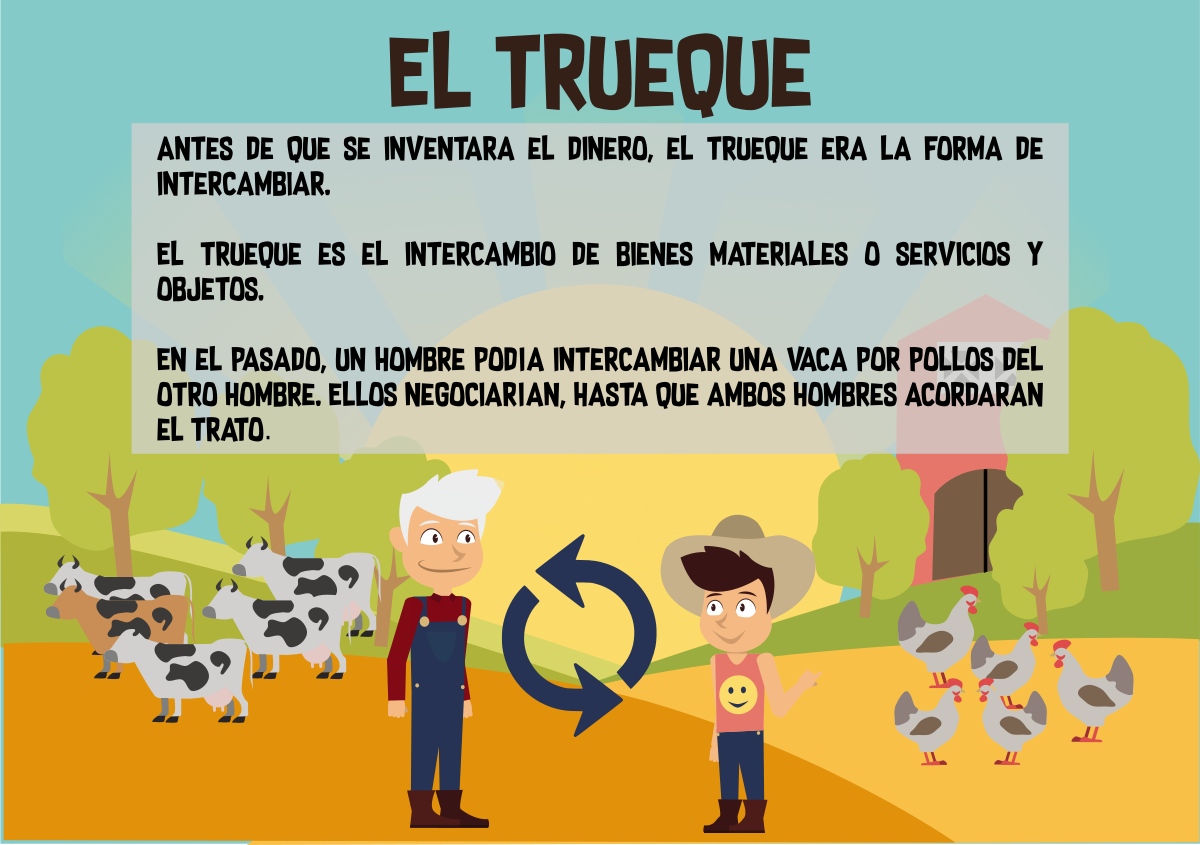 EL TRUEQUE
ANTES DE QUE SE INVENTARA EL DINERO, EL TRUEQUE ERA LA FORMA DE
INTERCAMBIAR.
EL TRUEQUE ES EL INTERCAMBIO DE BIENES MATERIALES O SERVICIOS Y
OBJETOS.
EN EL PASADO, UN HOMBRE PODIA INTERCAMBIAR UNA VACA POR POLLOS DEL
OTRO HOMBRE. ELLOS NEGOCIARIAN, HASTA QUE AMBOS HOMBRES ACORDARAN
EL TRATO.